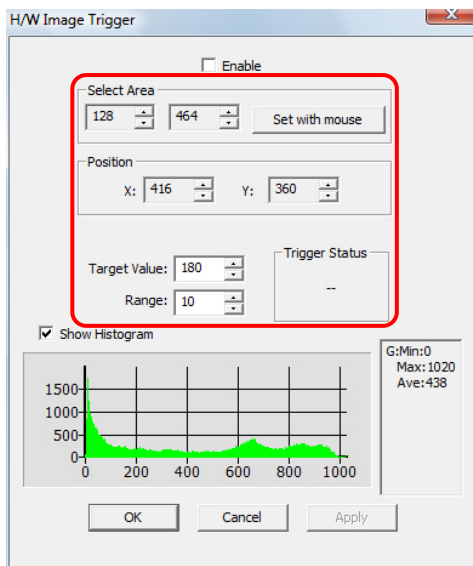 H/W Image Trigger
Enable
Select Area
128 464 Set with mouse
Position
X: 416 Y: 360
Trigger Status
Target Value: 180
--
Range: 10
Show Histogram
G:Min:0
Max:1020
Ave:438
1500
1000
500
0
0 200 400 600 800 1000
OK Cancel Apply